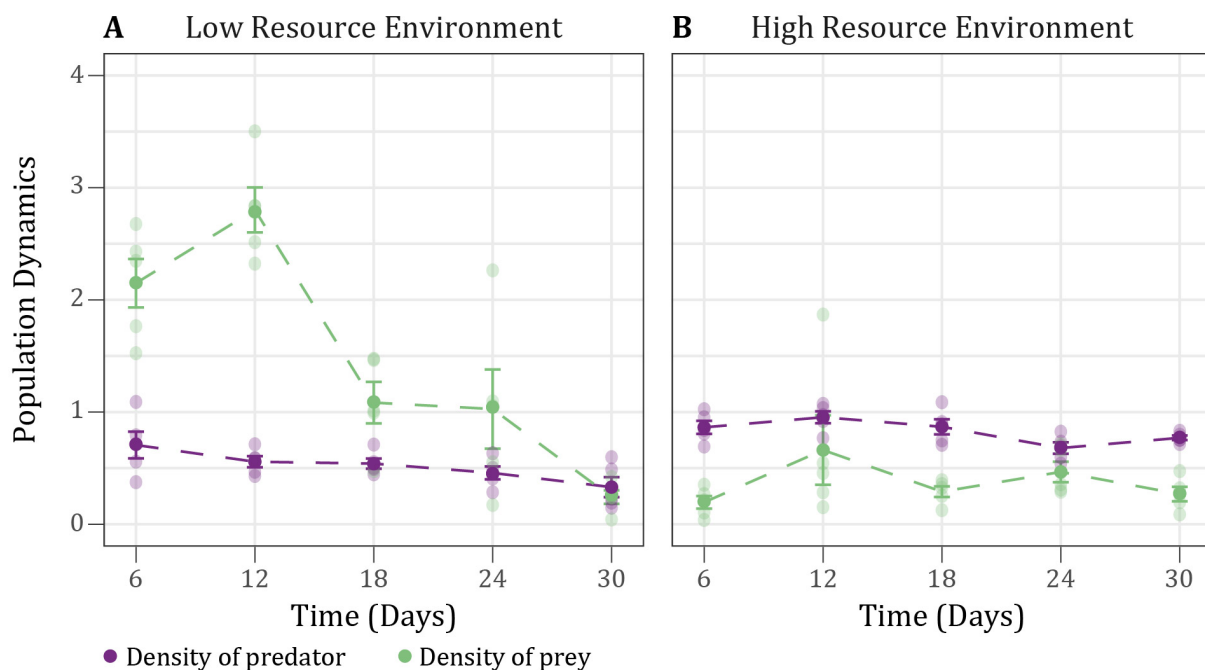 A Low Resource Environment
B High Resource Environment
Population Dynamics
4
3
2
1
0
6 12 18 24 30
6 12 18 24 30
Time (Days)
Time (Days)
Density of predator
Density of prey